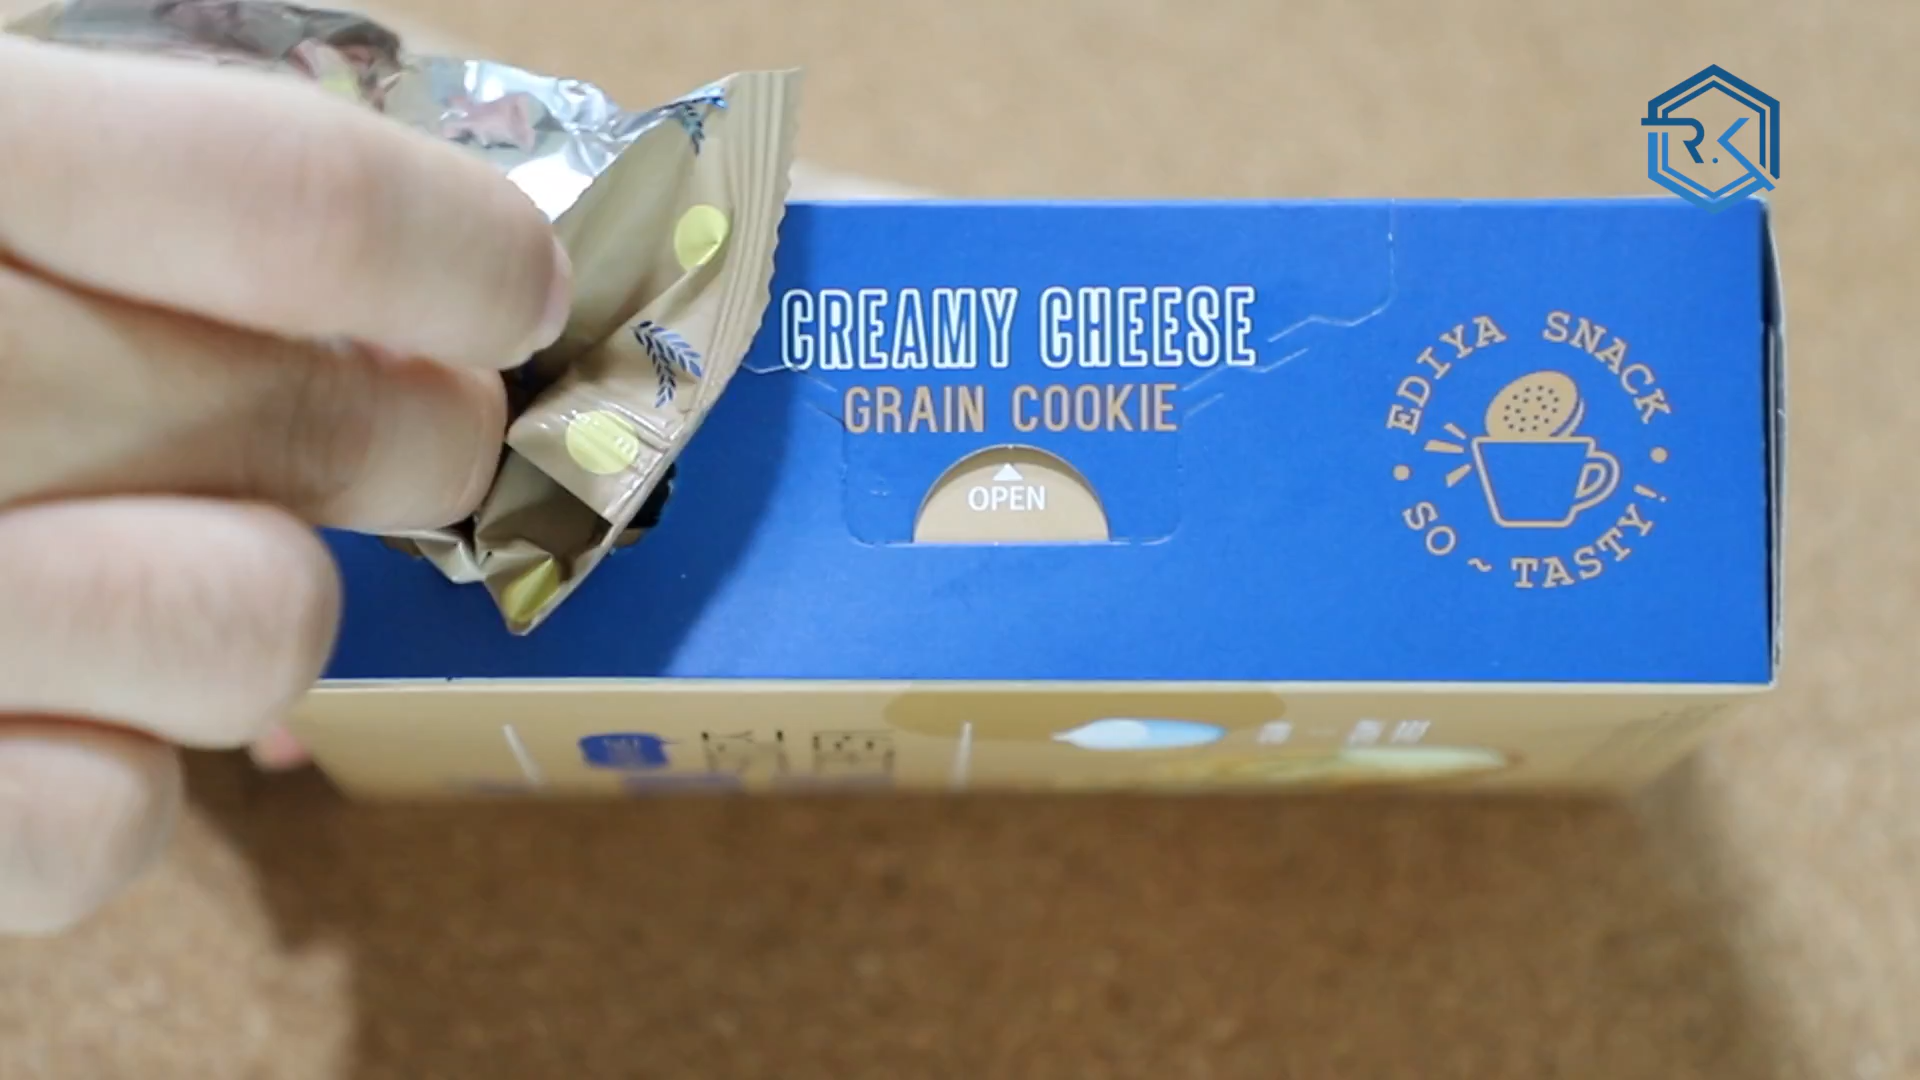 R.K
CREAMY CHEESE
GRAIN COOKIE
OPEN
EDIYA SNACK
SO ~ TASTY!